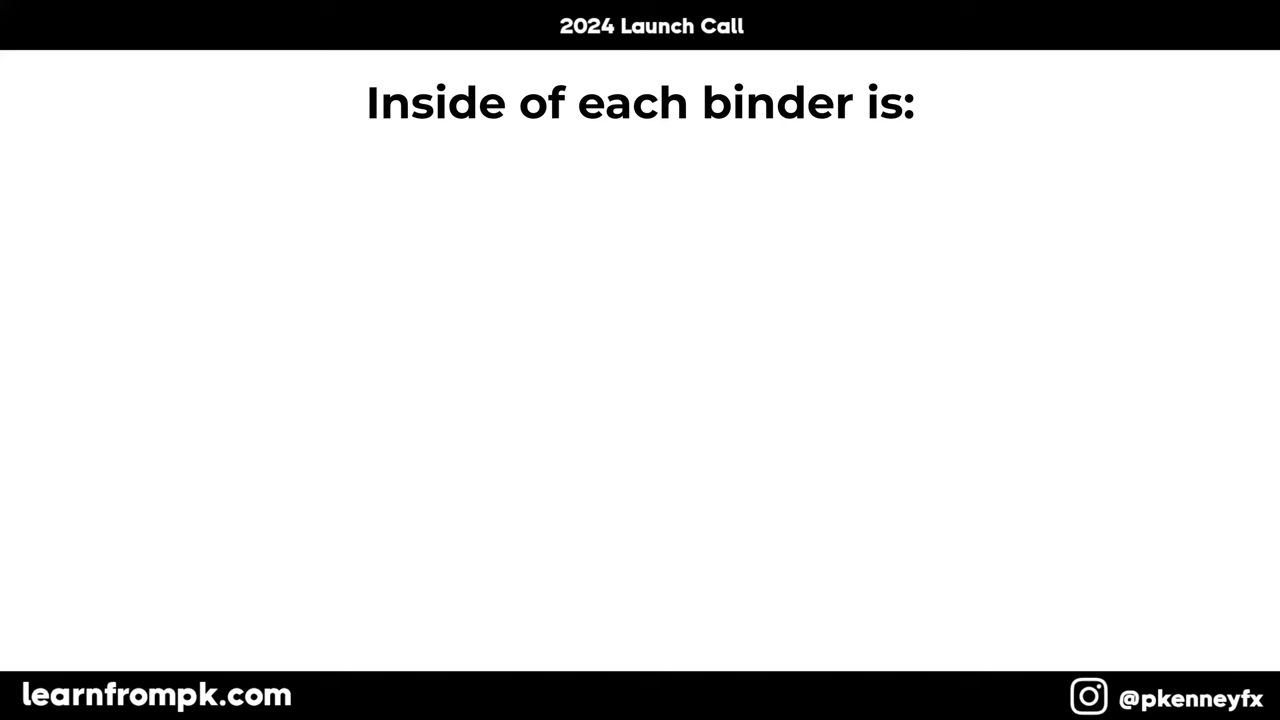 2024 Launch Call
Inside of each binder is:
learnfrompk.com
@pkenneyfx